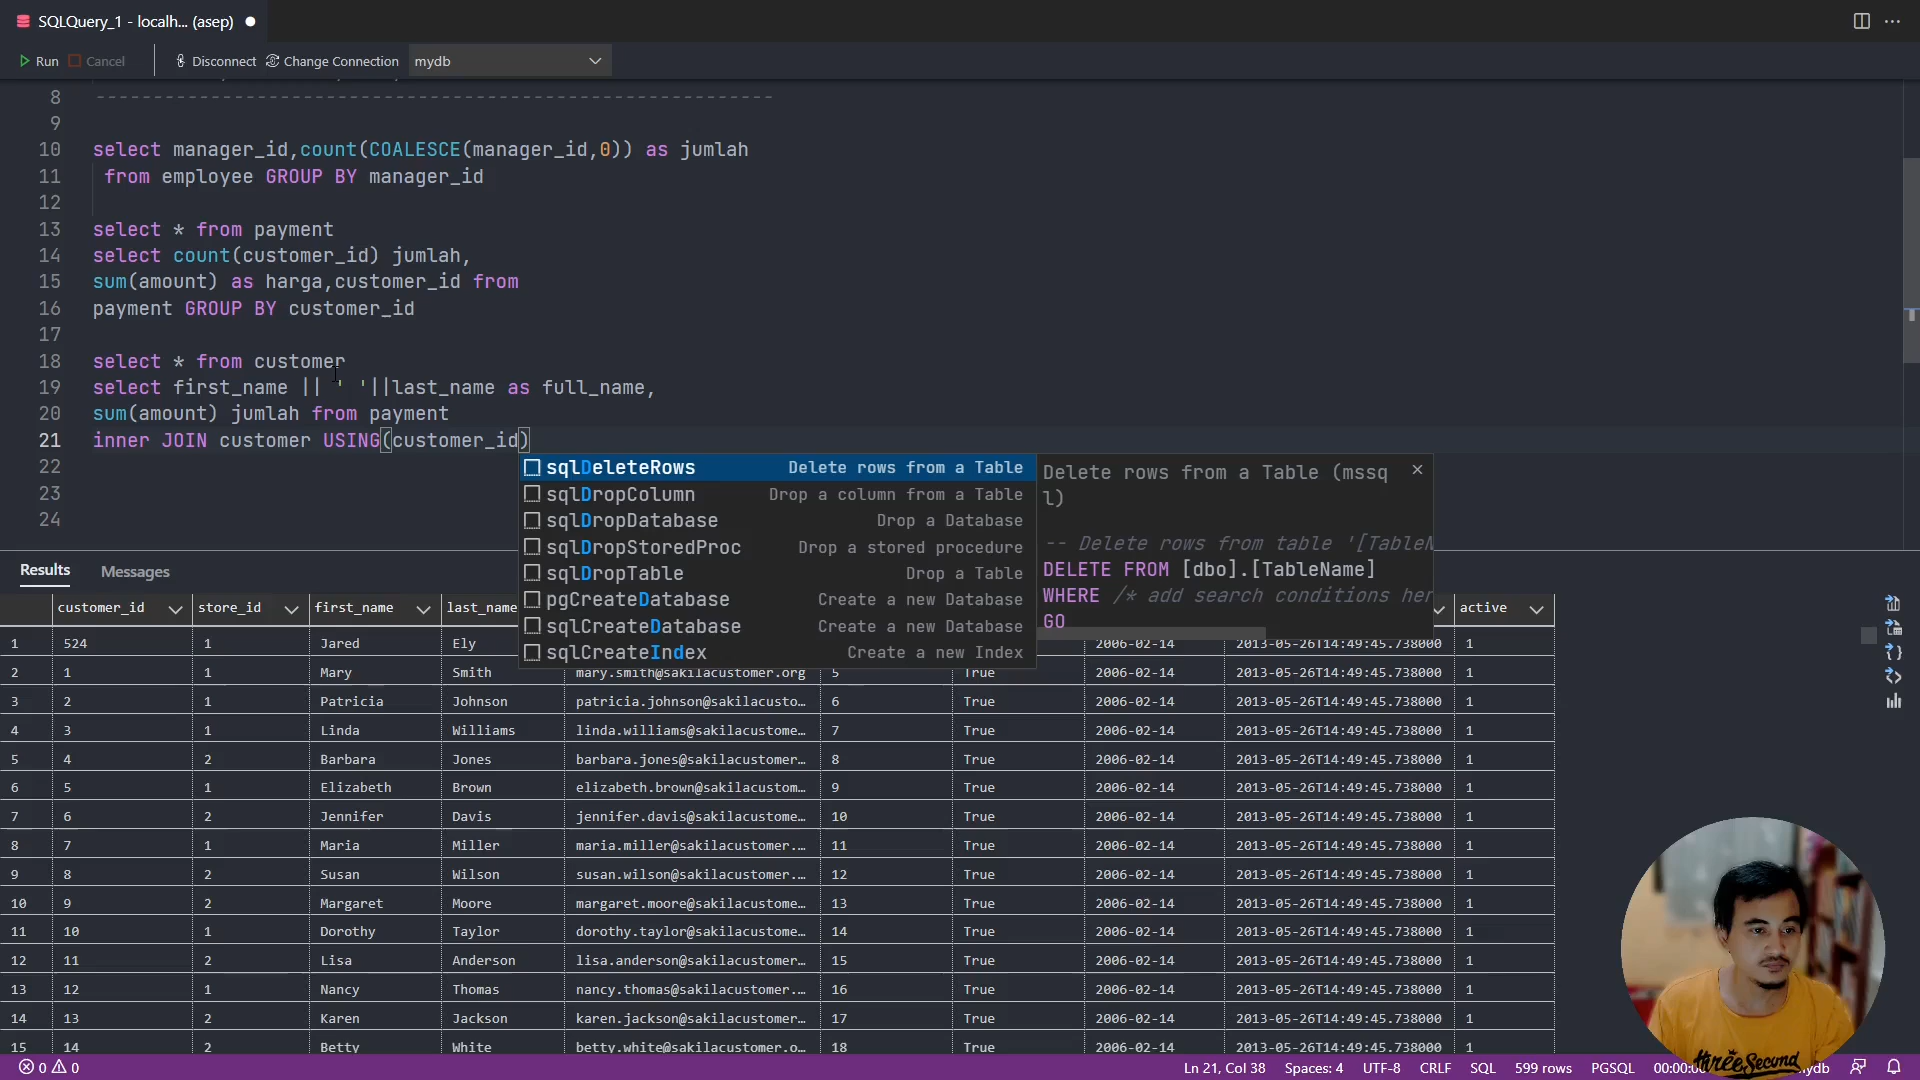 SQLQuery_1 - localh... (asep)
Run Cancel Disconnect Change Connection mydb
8 -----------------------------------------------------------
9
10 select manager_id,count(COALESCE(manager_id,0)) as jumlah
11 from employee GROUP BY manager_id
12
13 select * from payment
14 select count(customer_id) jumlah,
15 sum(amount) as harga,customer_id from
16 payment GROUP BY customer_id
17
18 select * from customer
19 select first_name || ' '||last_name as full_name,
20 sum(amount) jumlah from payment
21 inner JOIN customer USING(customer_id)
22
23
24
sqlDeleteRows Delete rows from a Table
sqlDropColumn Drop a column from a Table
sqlDropDatabase Drop a Database
sqlDropStoredProc Drop a stored procedure
sqlDropTable Drop a Table
pgCreateDatabase Create a new Database
sqlCreateDatabase Create a new Database
sqlCreateIndex Create a new Index
Delete rows from a Table (mssq
l)
-- Delete rows from table '[TableN
DELETE FROM [dbo].[TableName]
WHERE /* add search conditions her
GO
Results Messages
customer_id store_id first_name last_name active
1 524 1 Jared Ely 2006-02-14 2013-05-26T14:49:45.738000 1
2 1 1 Mary Smith mary.smith@sakilacustomer.org 5 True 2006-02-14 2013-05-26T14:49:45.738000 1
3 2 1 Patricia Johnson patricia.johnson@sakilacusto… 6 True 2006-02-14 2013-05-26T14:49:45.738000 1
4 3 1 Linda Williams linda.williams@sakilacustome… 7 True 2006-02-14 2013-05-26T14:49:45.738000 1
5 4 2 Barbara Jones barbara.jones@sakilacustomer… 8 True 2006-02-14 2013-05-26T14:49:45.738000 1
6 5 1 Elizabeth Brown elizabeth.brown@sakilacustom… 9 True 2006-02-14 2013-05-26T14:49:45.738000 1
7 6 2 Jennifer Davis jennifer.davis@sakilacustome… 10 True 2006-02-14 2013-05-26T14:49:45.738000 1
8 7 1 Maria Miller maria.miller@sakilacustomer.… 11 True 2006-02-14 2013-05-26T14:49:45.738000 1
9 8 2 Susan Wilson susan.wilson@sakilacustomer.… 12 True 2006-02-14 2013-05-26T14:49:45.738000 1
10 9 2 Margaret Moore margaret.moore@sakilacustome… 13 True 2006-02-14 2013-05-26T14:49:45.738000 1
11 10 1 Dorothy Taylor dorothy.taylor@sakilacustome… 14 True 2006-02-14 2013-05-26T14:49:45.738000 1
12 11 2 Lisa Anderson lisa.anderson@sakilacustomer… 15 True 2006-02-14 2013-05-26T14:49:45.738000 1
13 12 1 Nancy Thomas nancy.thomas@sakilacustomer.… 16 True 2006-02-14 2013-05-26T14:49:45.738000 1
14 13 2 Karen Jackson karen.jackson@sakilacustomer… 17 True 2006-02-14 2013-05-26T14:49:45.738000 1
15 14 2 Betty White betty.white@sakilacustomer.o… 18 True 2006-02-14 2013-05-26T14:49:45.738000 1
ThreeSecond
0 0 Ln 21, Col 38 Spaces: 4 UTF-8 CRLF SQL 599 rows PGSQL 00:00:0 ydb